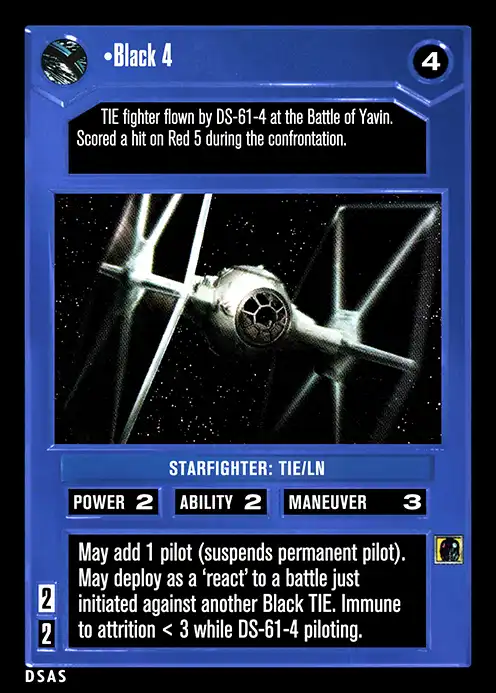 •Black 4
4
TIE fighter flown by DS-61-4 at the Battle of Yavin.
Scored a hit on Red 5 during the confrontation.
STARFIGHTER: TIE/LN
POWER 2 ABILITY 2 MANEUVER 3
May add 1 pilot (suspends permanent pilot).
May deploy as a ‘react’ to a battle just
initiated against another Black TIE. Immune
to attrition < 3 while DS-61-4 piloting.
2
2
DSAS